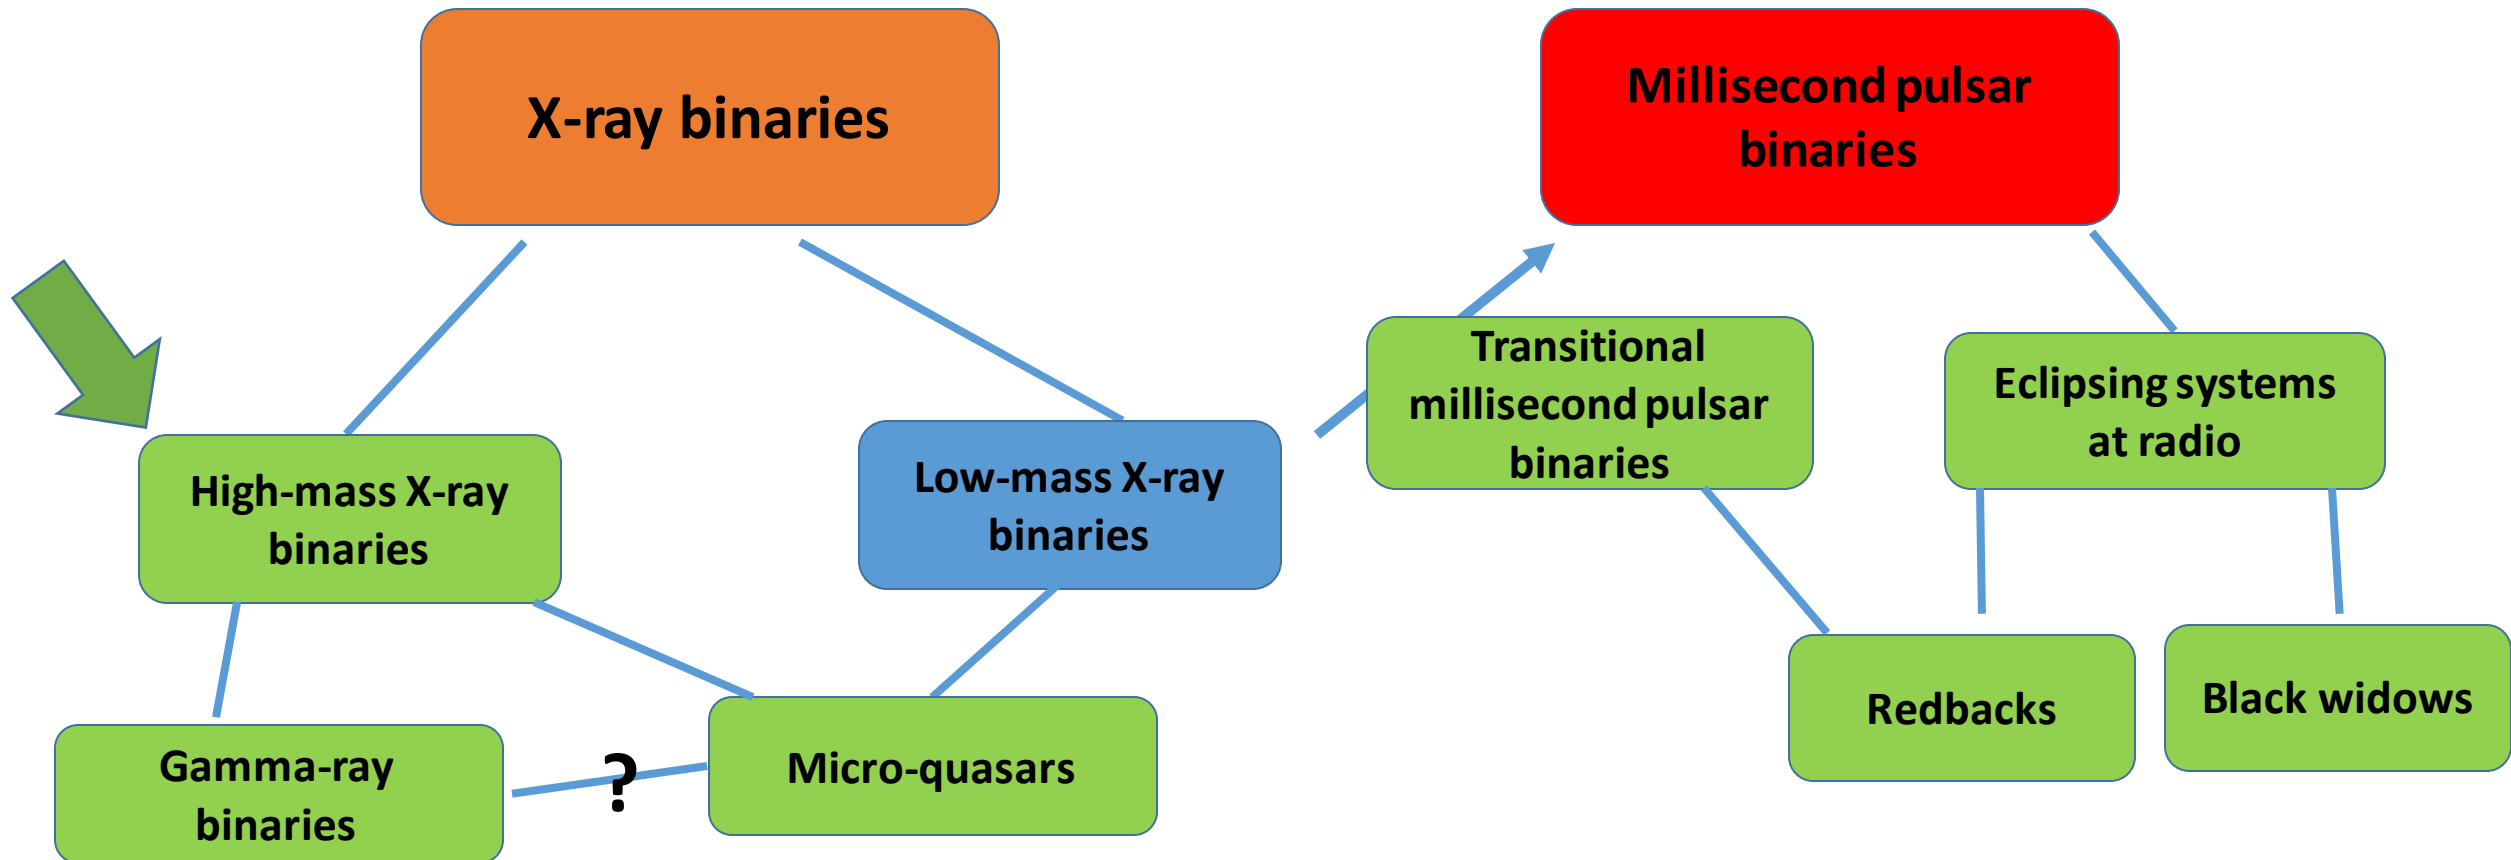 X-ray binaries
Millisecond pulsar
binaries
Transitional
millisecond pulsar
binaries
Eclipsing systems
at radio
High-mass X-ray
binaries
Low-mass X-ray
binaries
Redbacks
Black widows
Gamma-ray
binaries
?
Micro-quasars